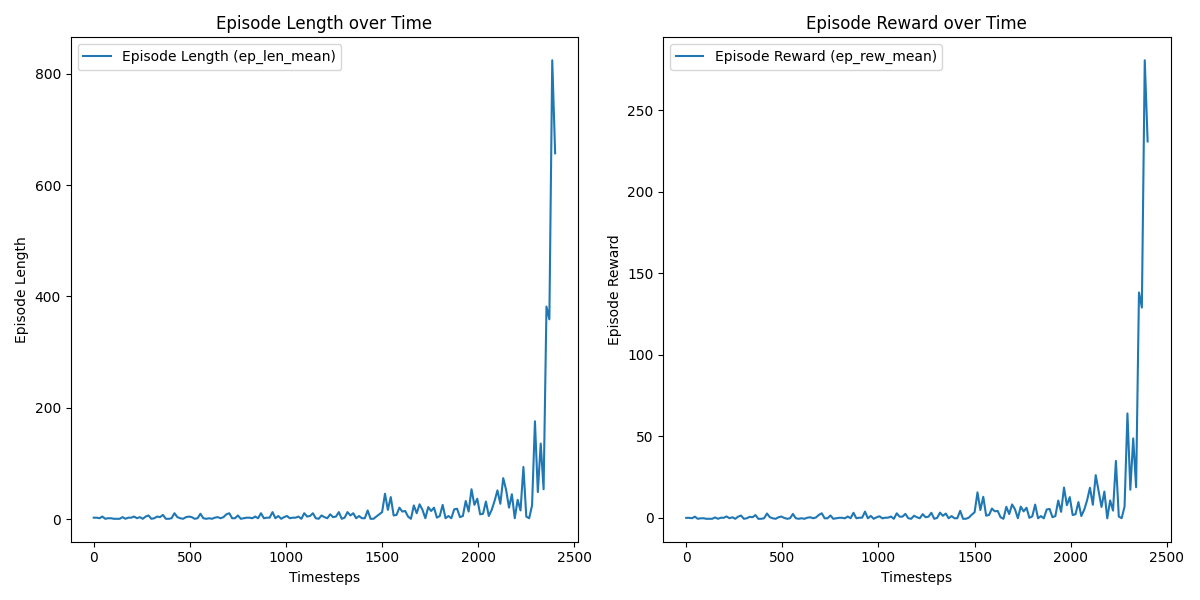 Episode Length over Time
Episode Length (ep_len_mean)
800
600
400
200
0
Episode Length
0
500
1000
1500
2000
2500
Timesteps
Episode Reward over Time
Episode Reward (ep_rew_mean)
250
200
150
100
50
0
Episode Reward
0
500
1000
1500
2000
2500
Timesteps